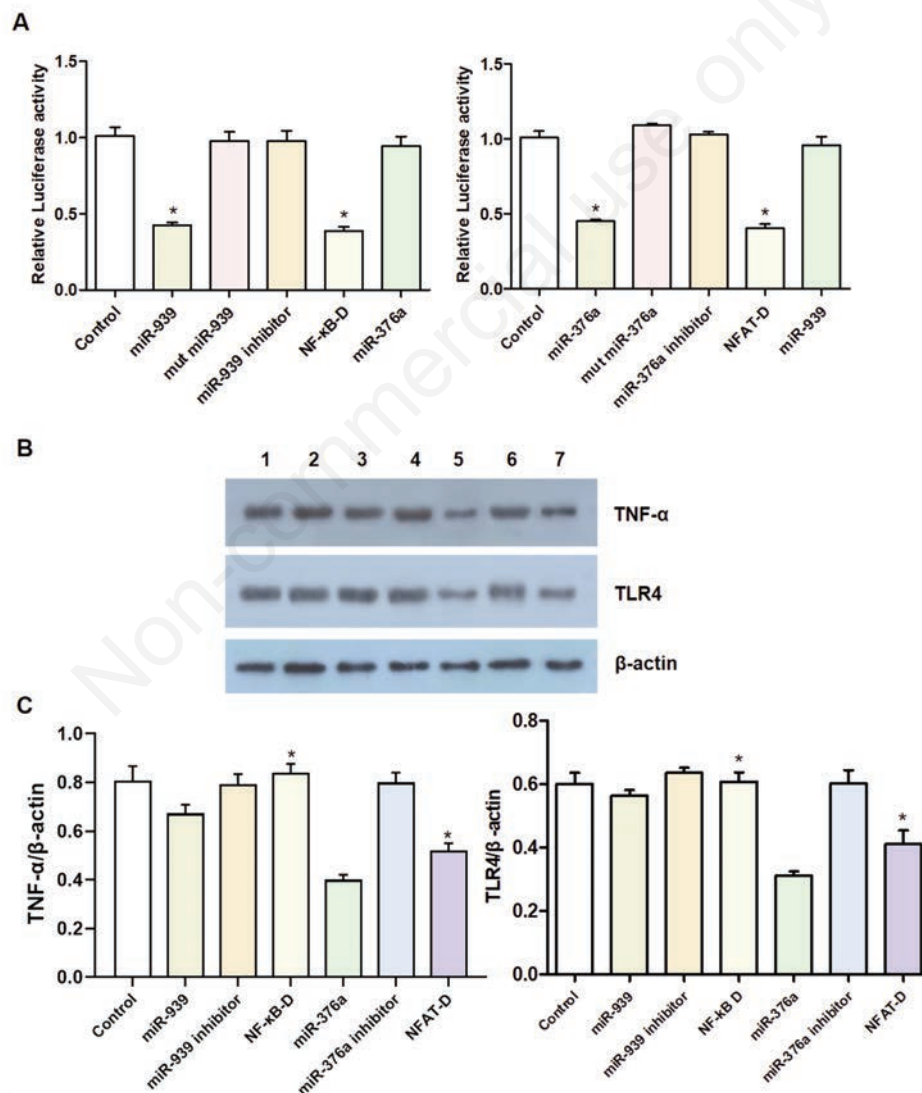 A
Relative Luciferase activity
1.5
1.0
0.5
0.0
*
*
Control
miR-939
mut miR-939
miR-939 inhibitor
NF-κB-D
miR-376a
Relative Luciferase activity
1.5
1.0
0.5
0.0
*
*
Control
miR-376a
mut miR-376a
miR-376a inhibitor
NFAT-D
miR-939
B
1 2 3 4 5 6 7
TNF-α
TLR4
β-actin
C
TNF-α/β-actin
1.0
0.8
0.6
0.4
0.2
0.0
*
*
Control
miR-939
miR-939 inhibitor
NF-κB-D
miR-376a
miR-376a inhibitor
NFAT-D
TLR4/β-actin
0.8
0.6
0.4
0.2
0.0
*
*
Control
miR-939
miR-939 inhibitor
NF-kB D
miR-376a
miR-376a inhibitor
NFAT-D
Non-commercial use only